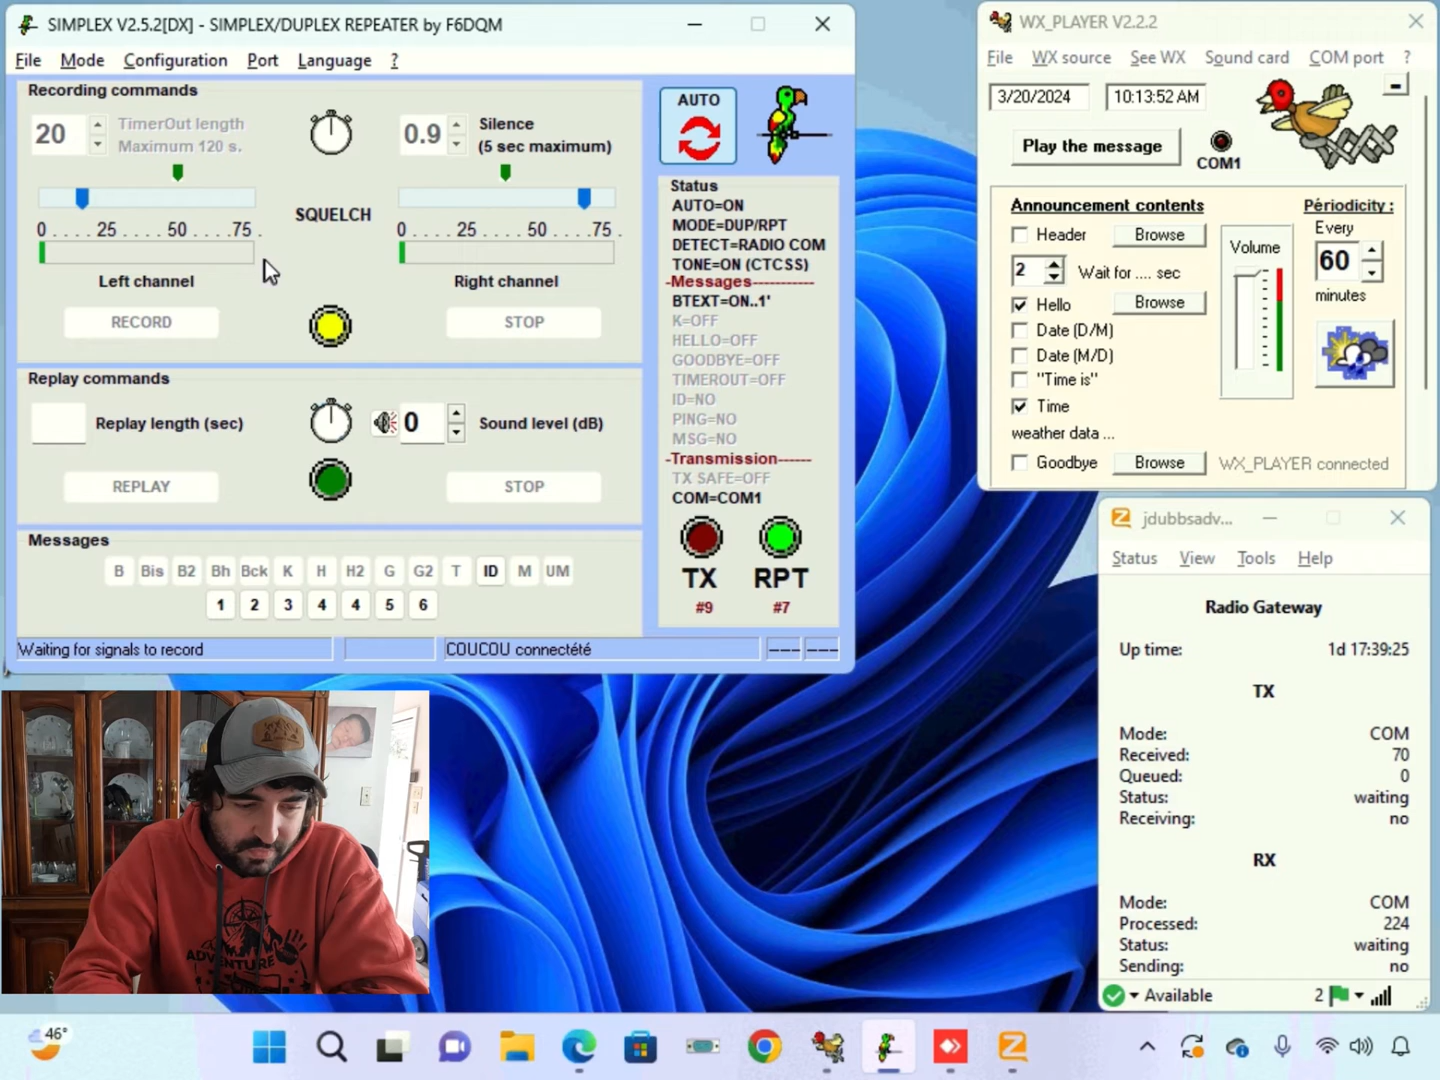 SIMPLEX V2.5.2[DX] - SIMPLEX/DUPLEX REPEATER by F6DQM
File Mode Configuration Port Language ?
Recording commands
20 TimerOut length
Maximum 120 s.
0.9 Silence
(5 sec maximum)
SQUELCH
0 . . . . 25 . . . . 50 . . . . 75 .
0 . . . . 25 . . . . 50 . . . . 75 .
Left channel
Right channel
RECORD
STOP
Replay commands
Replay length (sec)
0 Sound level (dB)
REPLAY
STOP
Messages
B Bis B2 Bh Bck K H H2 G G2 T ID M UM
1 2 3 4 4 5 6
Waiting for signals to record
COUCOU connectété
--- ---
AUTO
Status
AUTO=ON
MODE=DUP/RPT
DETECT=RADIO COM
TONE=ON (CTCSS)
-Messages-----------
BTEXT=ON..1'
K=OFF
HELLO=OFF
GOODBYE=OFF
TIMEROUT=OFF
ID=NO
PING=NO
MSG=NO
-Transmission------
TX SAFE=OFF
COM=COM1
TX RPT
#9 #7
WX_PLAYER V2.2.2
File WX source See WX Sound card COM port ?
3/20/2024 10:13:52 AM
Play the message
COM1
Announcement contents
Header Browse
2 Wait for .... sec
Hello Browse
Date (D/M)
Date (M/D)
"Time is"
Time
weather data ...
Goodbye Browse
Volume
Périodicity :
Every
60
minutes
WX_PLAYER connected
jdubbsadv...
Status View Tools Help
Radio Gateway
Up time: 1d 17:39:25
TX
Mode: COM
Received: 70
Queued: 0
Status: waiting
Receiving: no
RX
Mode: COM
Processed: 224
Status: waiting
Sending: no
Available 2
ADVENTURE
46°